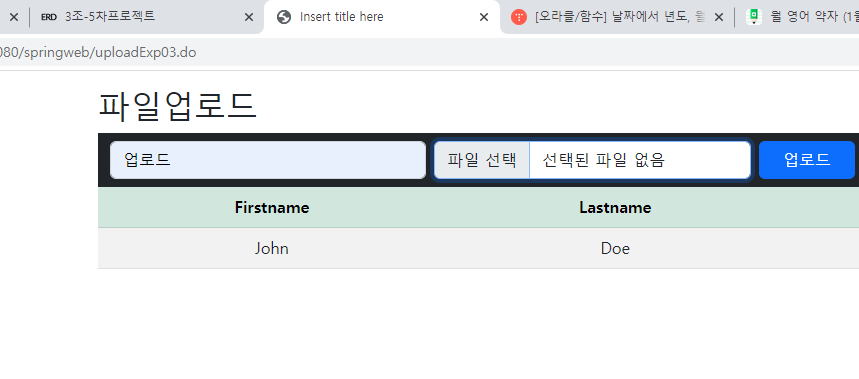 ERD 3조-5차프로젝트
Insert title here
[오라클/함수] 날짜에서 년도, 월
월 영어 약자 (1월
080/springweb/uploadExp03.do
파일업로드
업로드 파일 선택 선택된 파일 없음 업로드
Firstname Lastname
John Doe